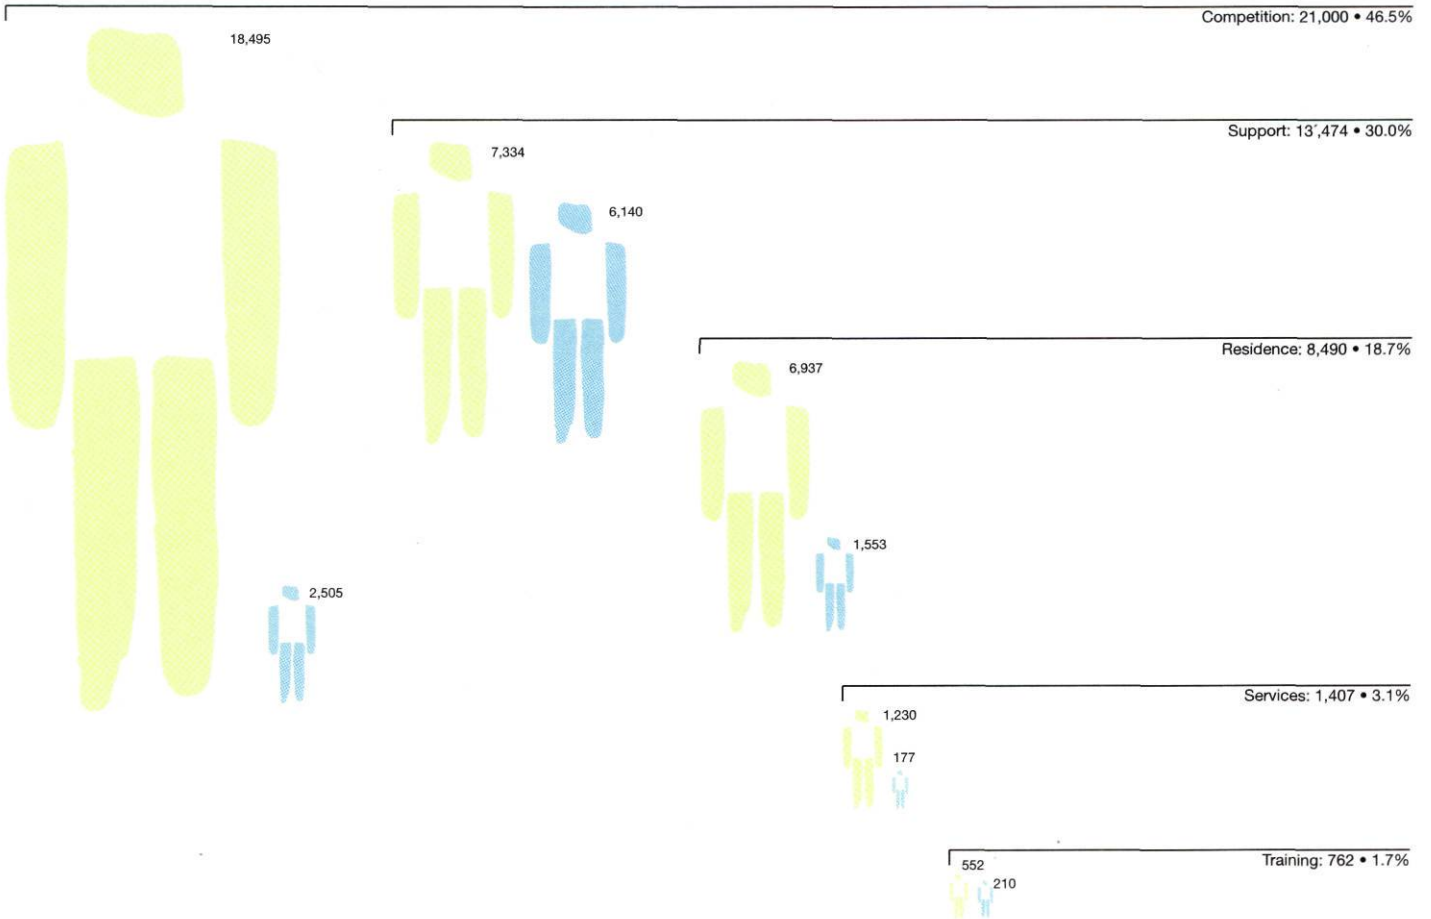 Competition: 21,000 • 46.5%
18,495
2,505
Support: 13´,474 • 30.0%
7,334
6,140
Residence: 8,490 • 18.7%
6,937
1,553
Services: 1,407 • 3.1%
1,230
177
Training: 762 • 1.7%
552
210